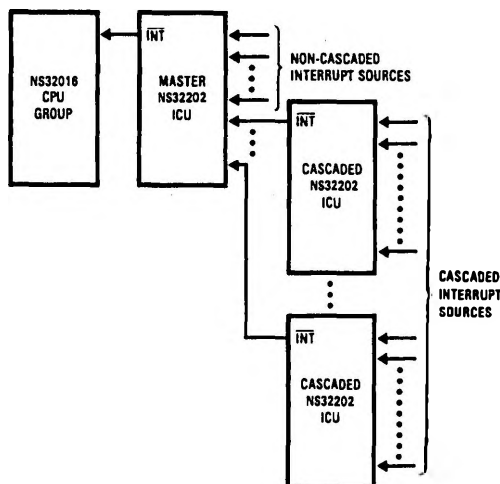 NS32016
CPU
GROUP
INT
MASTER
NS32202
ICU
NON-CASCADED
INTERRUPT SOURCES
INT
CASCADED
NS32202
ICU
CASCADED
INTERRUPT
SOURCES
INT
CASCADED
NS32202
ICU